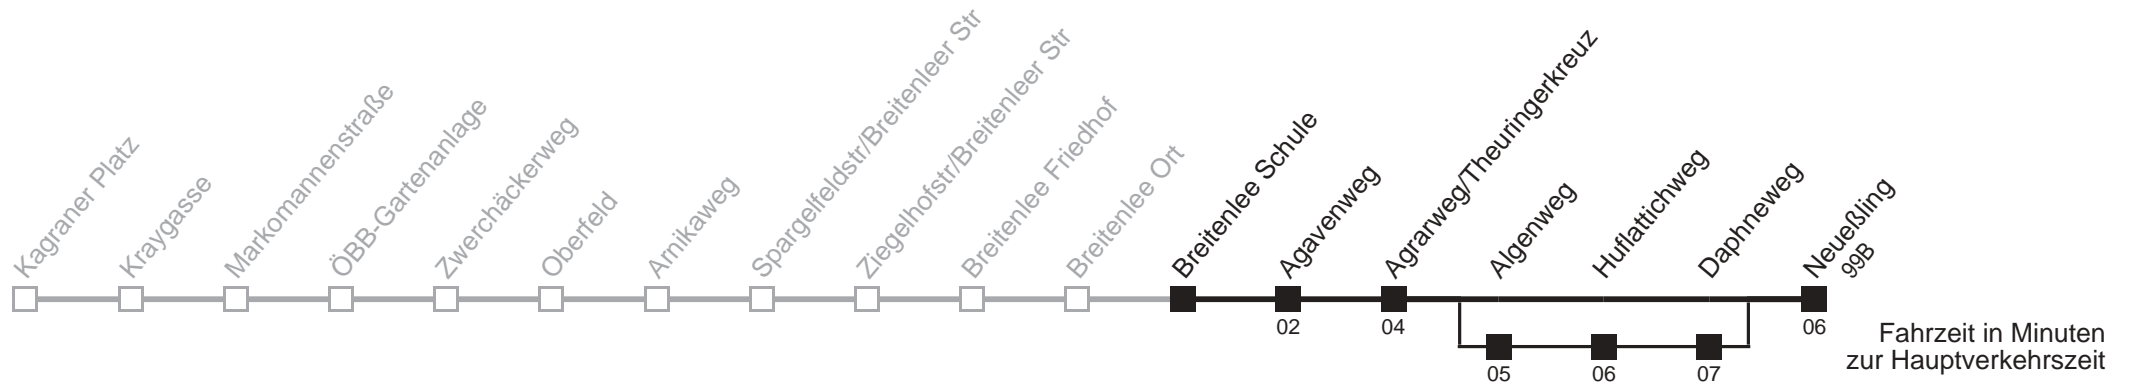 Kagraner Platz
Kraygasse
Markomannenstraße
ÖBB-Gartenanlage
Zwerchäckerweg
Oberfeld
Arnikaweg
Spargelfeldstr/Breitenleer Str
Ziegelhofstr/Breitenleer Str
Breitenlee Friedhof
Breitenlee Ort
Breitenlee Schule
Agavenweg
Agrarweg/Theuringerkreuz
Algenweg
Huflattichweg
Daphneweg
Neueßling
99B
02
04
06
05
06
07
Fahrzeit in Minuten
zur Hauptverkehrszeit